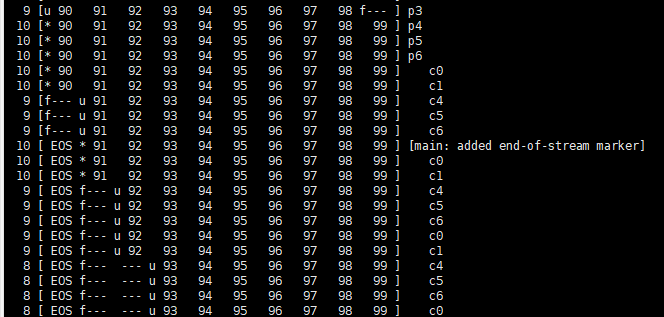 9 [u 90   91   92   93   94   95   96   97   98 f--- ] p3
10 [* 90   91   92   93   94   95   96   97   98   99 ] p4
10 [* 90   91   92   93   94   95   96   97   98   99 ] p5
10 [* 90   91   92   93   94   95   96   97   98   99 ] p6
10 [* 90   91   92   93   94   95   96   97   98   99 ]    c0
10 [* 90   91   92   93   94   95   96   97   98   99 ]    c1
9 [f--- u 91   92   93   94   95   96   97   98   99 ]    c4
9 [f--- u 91   92   93   94   95   96   97   98   99 ]    c5
9 [f--- u 91   92   93   94   95   96   97   98   99 ]    c6
10 [ EOS * 91   92   93   94   95   96   97   98   99 ] [main: added end-of-stream marker]
10 [ EOS * 91   92   93   94   95   96   97   98   99 ]    c0
10 [ EOS * 91   92   93   94   95   96   97   98   99 ]    c1
9 [ EOS f--- u 92   93   94   95   96   97   98   99 ]    c4
9 [ EOS f--- u 92   93   94   95   96   97   98   99 ]    c5
9 [ EOS f--- u 92   93   94   95   96   97   98   99 ]    c6
9 [ EOS f--- u 92   93   94   95   96   97   98   99 ]    c0
9 [ EOS f--- u 92   93   94   95   96   97   98   99 ]    c1
8 [ EOS f---  --- u 93   94   95   96   97   98   99 ]    c4
8 [ EOS f---  --- u 93   94   95   96   97   98   99 ]    c5
8 [ EOS f---  --- u 93   94   95   96   97   98   99 ]    c6
8 [ EOS f---  --- u 93   94   95   96   97   98   99 ]    c0